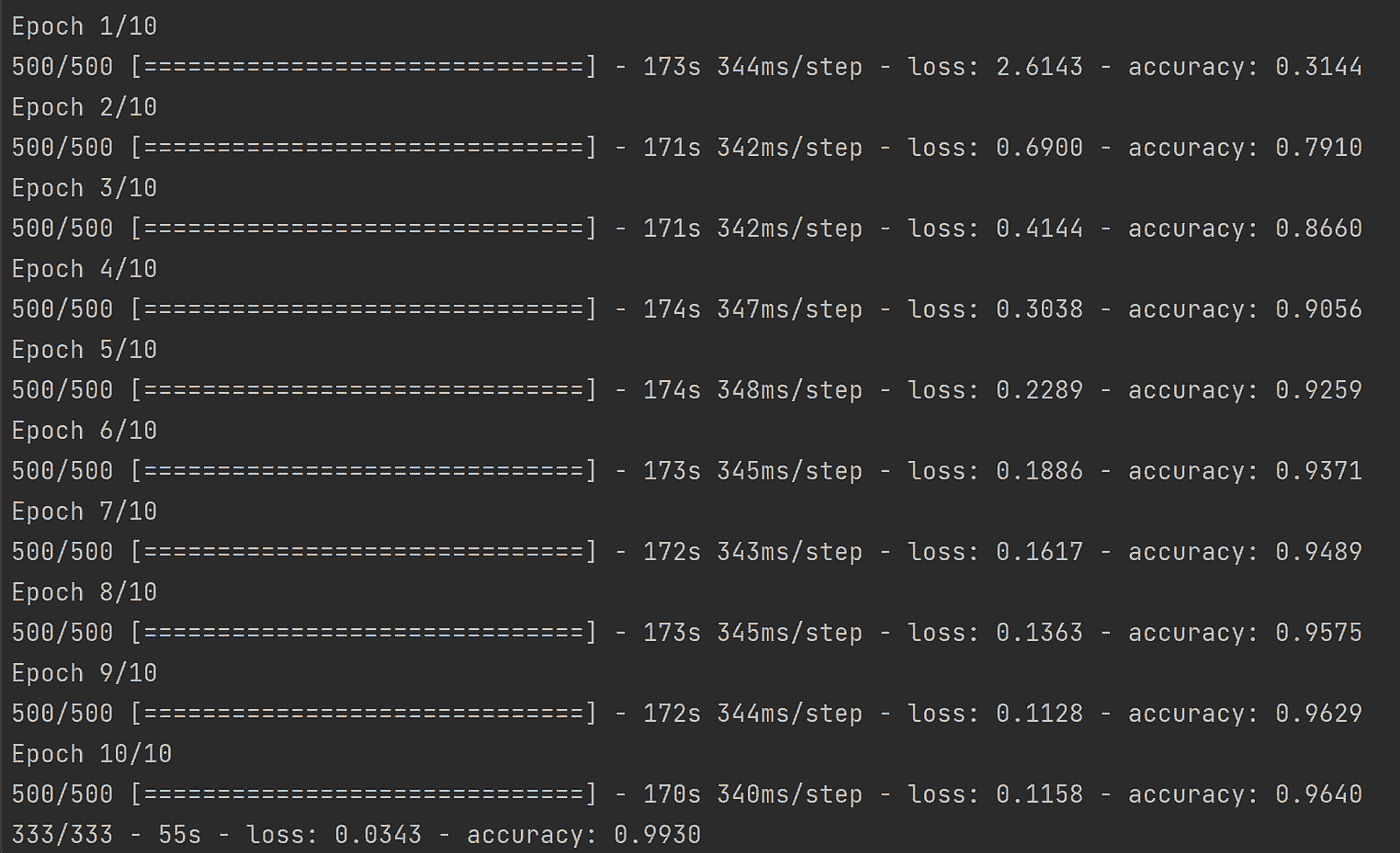 Epoch 1/10
500/500 [==============================] - 173s 344ms/step - loss: 2.6143 - accuracy: 0.3144
Epoch 2/10
500/500 [==============================] - 171s 342ms/step - loss: 0.6900 - accuracy: 0.7910
Epoch 3/10
500/500 [==============================] - 171s 342ms/step - loss: 0.4144 - accuracy: 0.8660
Epoch 4/10
500/500 [==============================] - 174s 347ms/step - loss: 0.3038 - accuracy: 0.9056
Epoch 5/10
500/500 [==============================] - 174s 348ms/step - loss: 0.2289 - accuracy: 0.9259
Epoch 6/10
500/500 [==============================] - 173s 345ms/step - loss: 0.1886 - accuracy: 0.9371
Epoch 7/10
500/500 [==============================] - 172s 343ms/step - loss: 0.1617 - accuracy: 0.9489
Epoch 8/10
500/500 [==============================] - 173s 345ms/step - loss: 0.1363 - accuracy: 0.9575
Epoch 9/10
500/500 [==============================] - 172s 344ms/step - loss: 0.1128 - accuracy: 0.9629
Epoch 10/10
500/500 [==============================] - 170s 340ms/step - loss: 0.1158 - accuracy: 0.9640
333/333 - 55s - loss: 0.0343 - accuracy: 0.9930